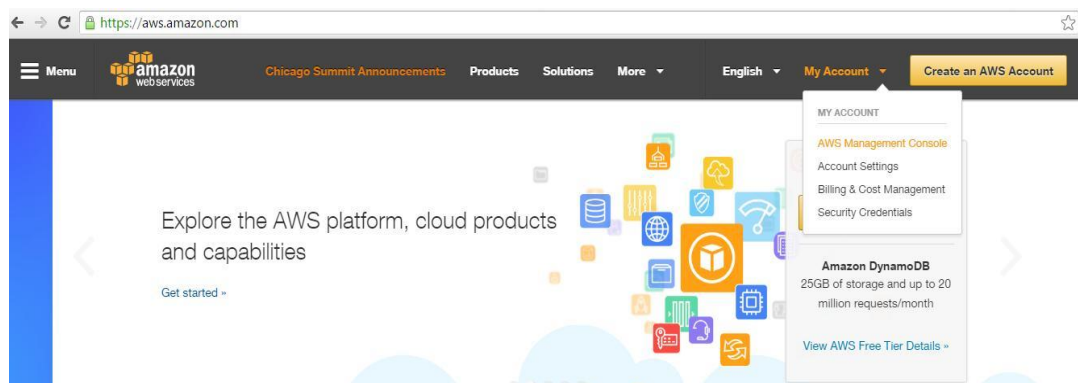 https://aws.amazon.com
Menu
amazon
webservices
Chicago Summit Announcements
Products
Solutions
More
English
My Account
Create an AWS Account
MY ACCOUNT
AWS Management Console
Account Settings
Billing & Cost Management
Security Credentials
Explore the AWS platform, cloud products
and capabilities
Get started »
Amazon DynamoDB
25GB of storage and up to 20
million requests/month
View AWS Free Tier Details »